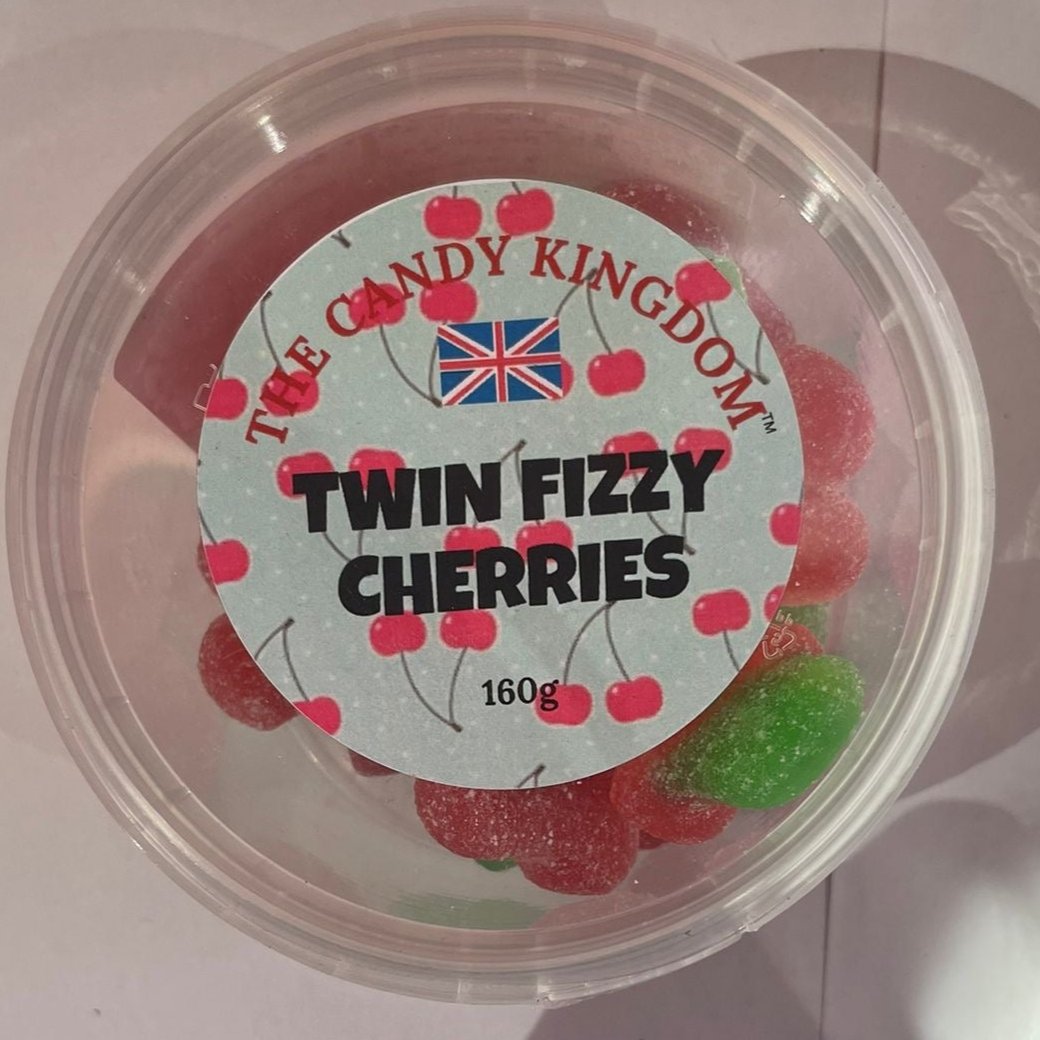 THE CANDY KINGDOM™
TWIN FIZZY
CHERRIES
160g